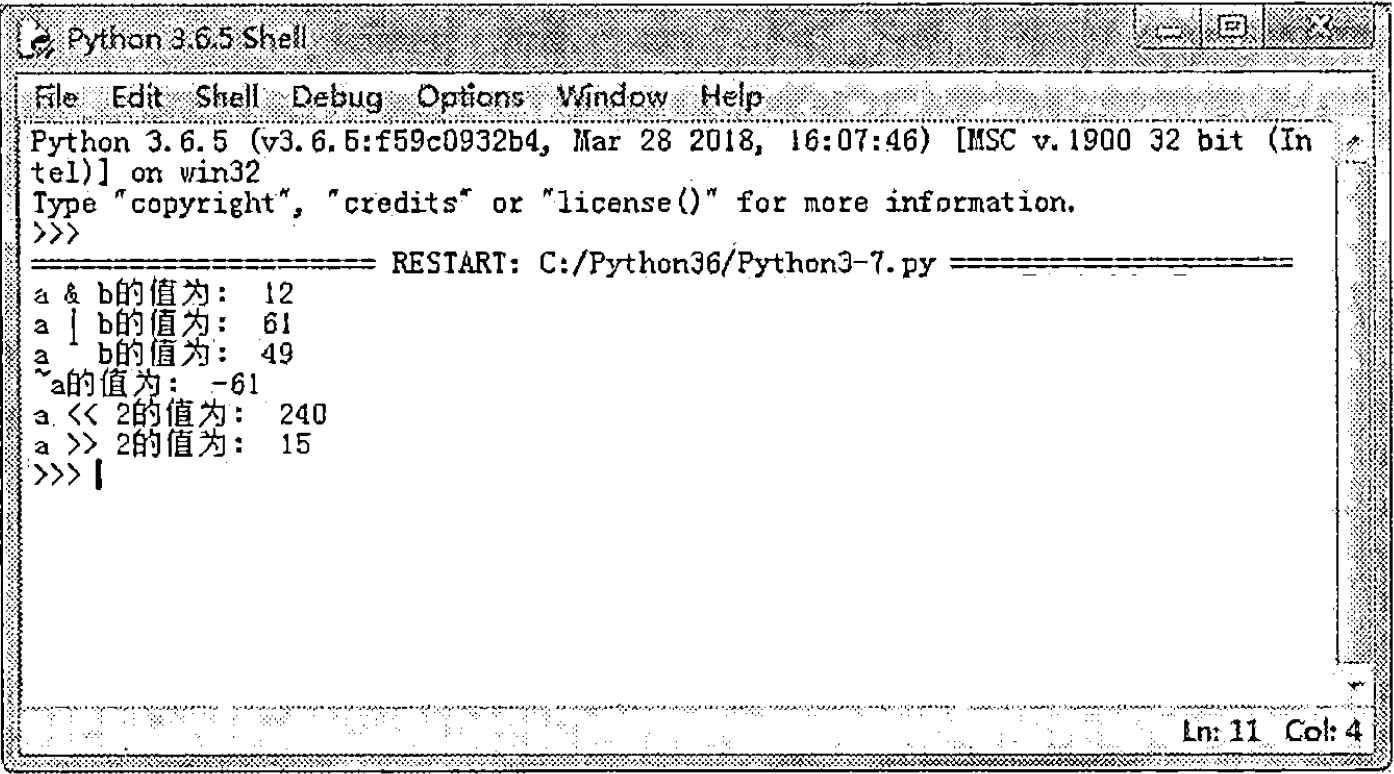 Python 3.6.5 Shell
File Edit Shell Debug Options Window Help
Python 3.6.5 (v3.6.5:f59c0932b4, Mar 28 2018, 16:07:46) [MSC v.1900 32 bit (In
tel)] on win32
Type "copyright", "credits" or "license()" for more information.
>>>
==================== RESTART: C:/Python36/Python3-7.py ====================
a & b的值为: 12
a | b的值为: 61
a ^ b的值为: 49
~a的值为: -61
a << 2的值为: 240
a >> 2的值为: 15
>>>
Ln: 11 Col: 4